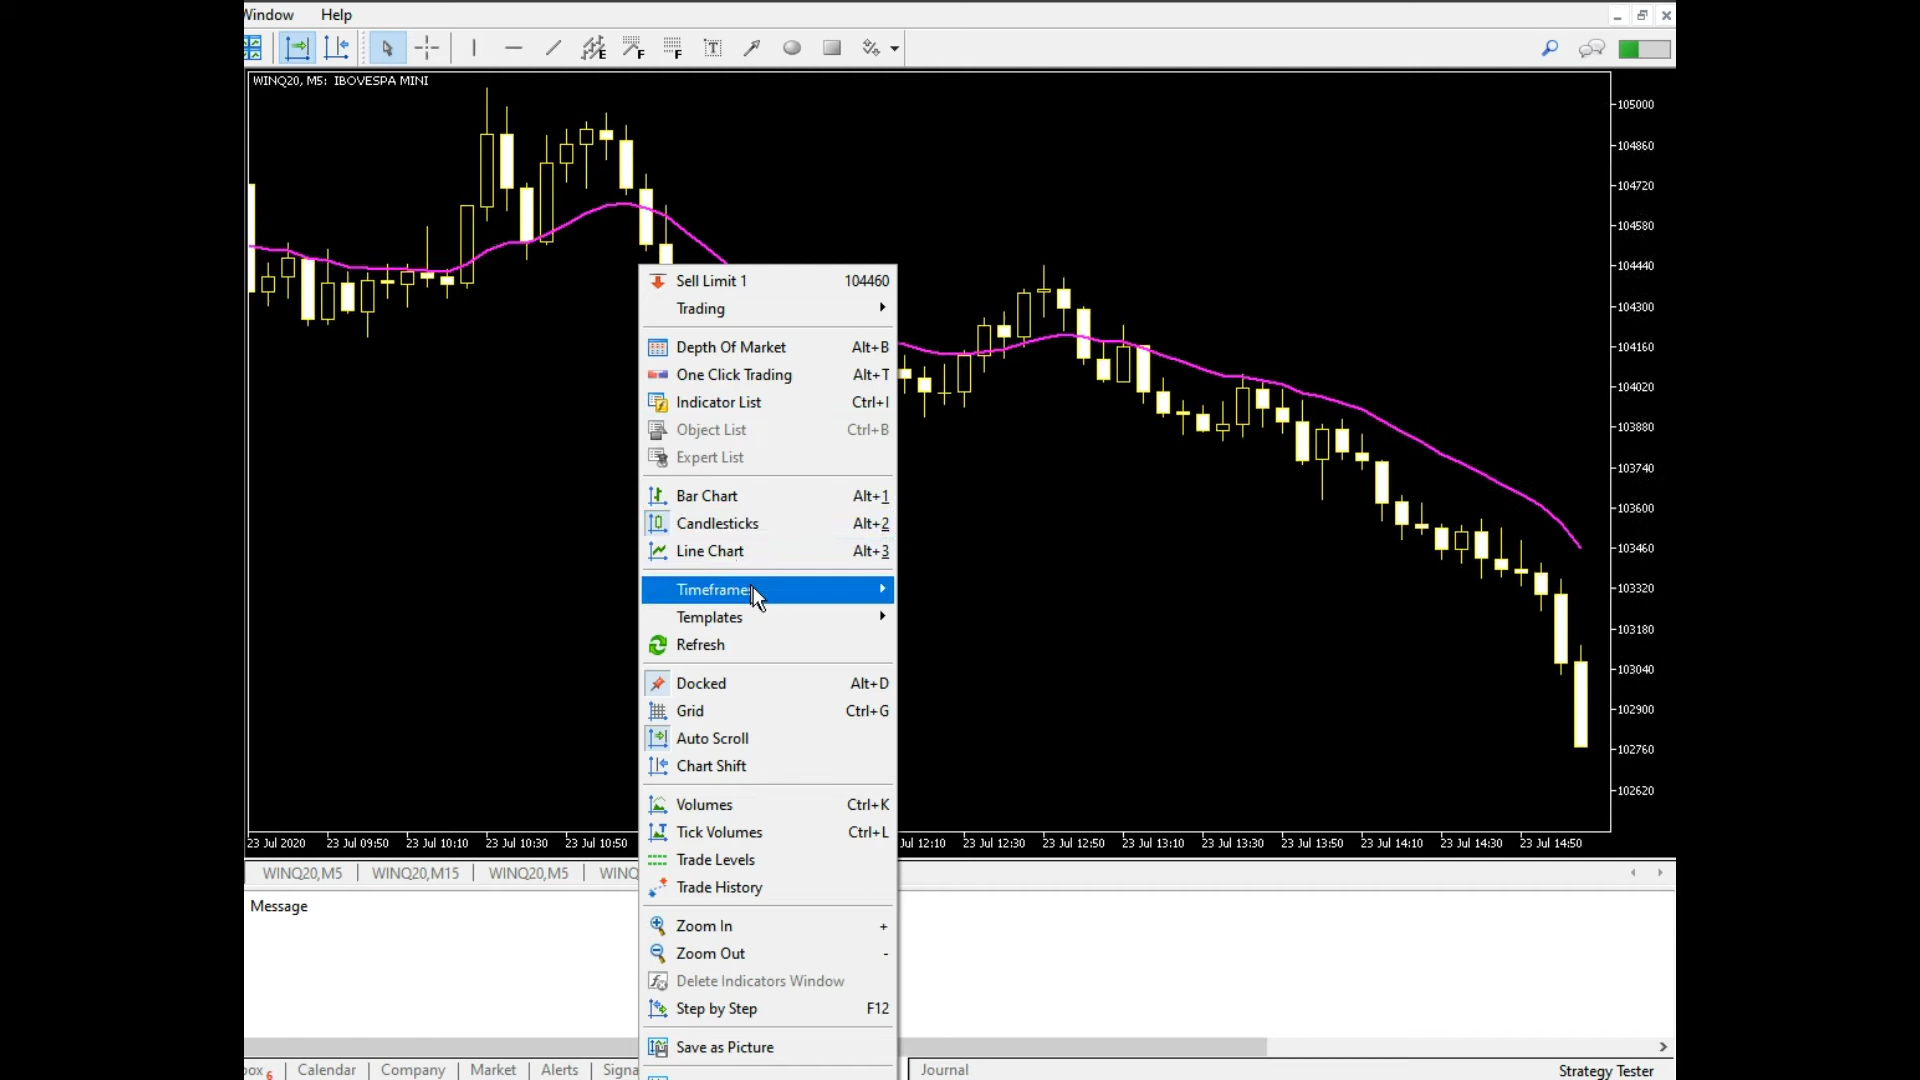 Window Help
WINQ20, M5: IBOVESPA MINI
105000
104860
104720
104580
104440
104300
104160
104020
103880
103740
103600
103460
103320
103180
103040
102900
102760
102620
Sell Limit 1 104460
Trading
Depth Of Market Alt+B
One Click Trading Alt+T
Indicator List Ctrl+I
Object List Ctrl+B
Expert List
Bar Chart Alt+1
Candlesticks Alt+2
Line Chart Alt+3
Timeframes
Templates
Refresh
Docked Alt+D
Grid Ctrl+G
Auto Scroll
Chart Shift
Volumes Ctrl+K
Tick Volumes Ctrl+L
Trade Levels
Trade History
Zoom In +
Zoom Out -
Delete Indicators Window
Step by Step F12
Save as Picture
23 Jul 2020 23 Jul 09:50 23 Jul 10:10 23 Jul 10:30 23 Jul 10:50 Jul 12:10 23 Jul 12:30 23 Jul 12:50 23 Jul 13:10 23 Jul 13:30 23 Jul 13:50 23 Jul 14:10 23 Jul 14:30 23 Jul 14:50
WINQ20,M5 WINQ20,M15 WINQ20,M5 WINQ
Message
box 6 Calendar Company Market Alerts Signa Journal Strategy Tester